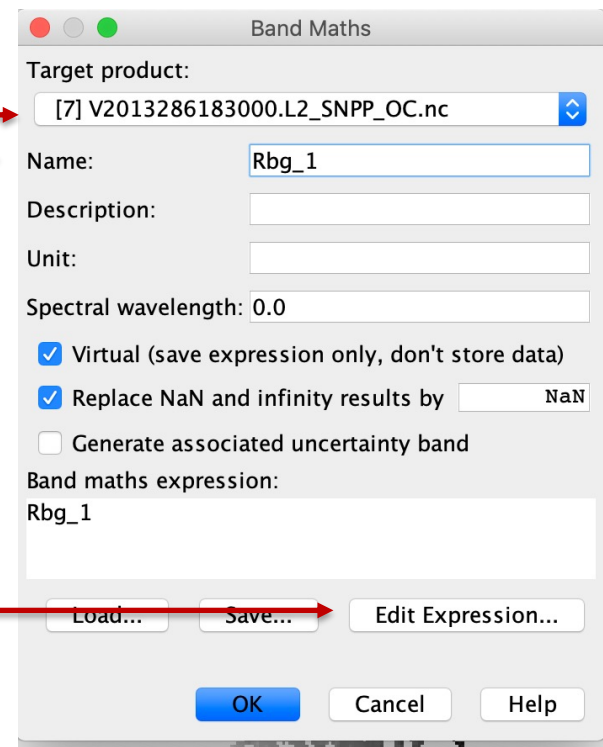 Band Maths
Target product:
[7] V2013286183000.L2_SNPP_OC.nc
Name: Rbg_1
Description:
Unit:
Spectral wavelength: 0.0
Virtual (save expression only, don't store data)
Replace NaN and infinity results by NaN
Generate associated uncertainty band
Band maths expression:
Rbg_1
Load... Save... Edit Expression...
OK Cancel Help